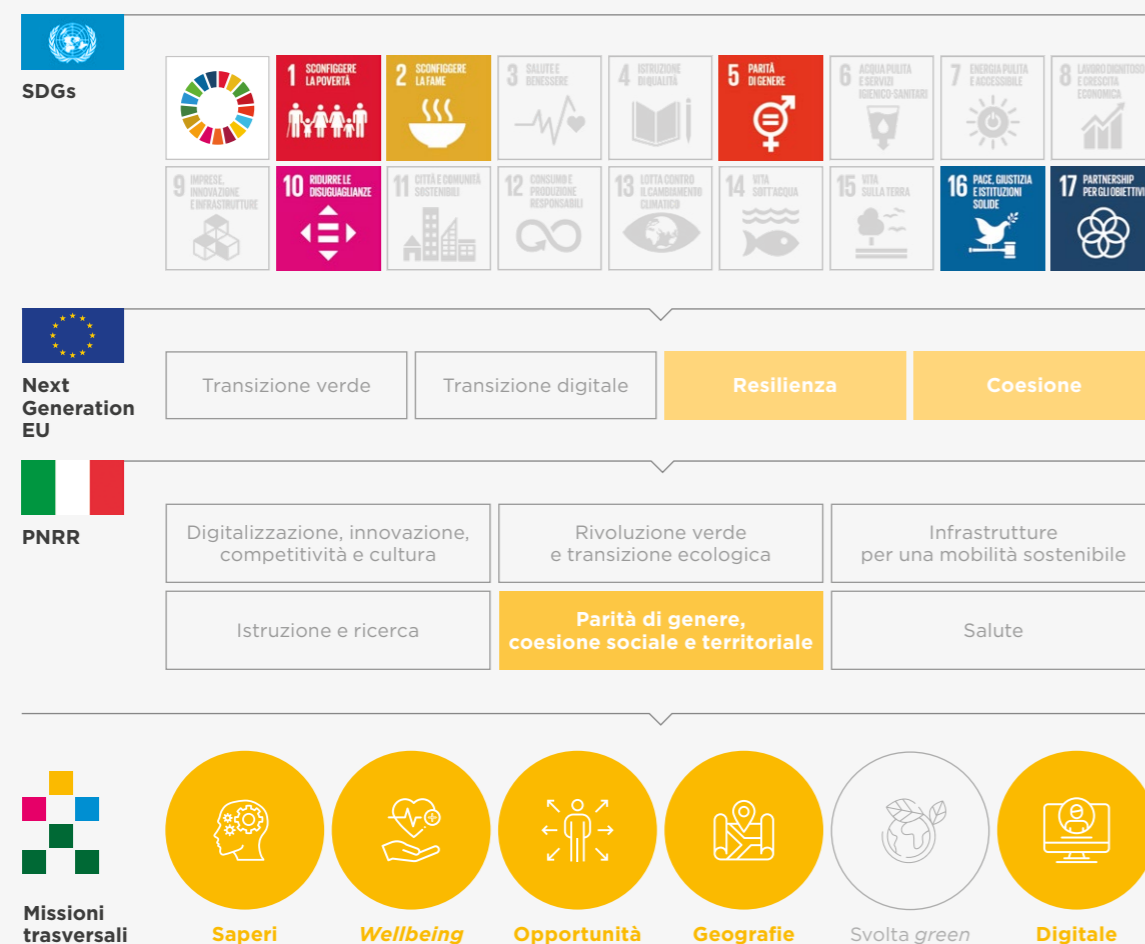 SDGs
1 SCONFIGGERE
LA POVERTÀ
2 SCONFIGGERE
LA FAME
3 SALUTE E
BENESSERE
4 ISTRUZIONE
DI QUALITÀ
5 PARITÀ
DI GENERE
6 ACQUA PULITA
E SERVIZI
IGIENICO-SANITARI
7 ENERGIA PULITA
E ACCESSIBILE
8 LAVORO DIGNITOSO
E CRESCITA
ECONOMICA
9 IMPRESE,
INNOVAZIONE
E INFRASTRUTTURE
10 RIDURRE LE
DISUGUAGLIANZE
11 CITTÀ E COMUNITÀ
SOSTENIBILI
12 CONSUMO E
PRODUZIONE
RESPONSABILI
13 LOTTA CONTRO
IL CAMBIAMENTO
CLIMATICO
14 VITA
SOTT'ACQUA
15 VITA
SULLA TERRA
16 PACE, GIUSTIZIA
E ISTITUZIONI
SOLIDE
17 PARTNERSHIP
PER GLI OBIETTIVI
Next
Generation
EU
Transizione verde
Transizione digitale
Resilienza
Coesione
PNRR
Digitalizzazione, innovazione,
competitività e cultura
Rivoluzione verde
e transizione ecologica
Infrastrutture
per una mobilità sostenibile
Istruzione e ricerca
Parità di genere,
coesione sociale e territoriale
Salute
Missioni
trasversali
Saperi
Wellbeing
Opportunità
Geografie
Svolta green
Digitale